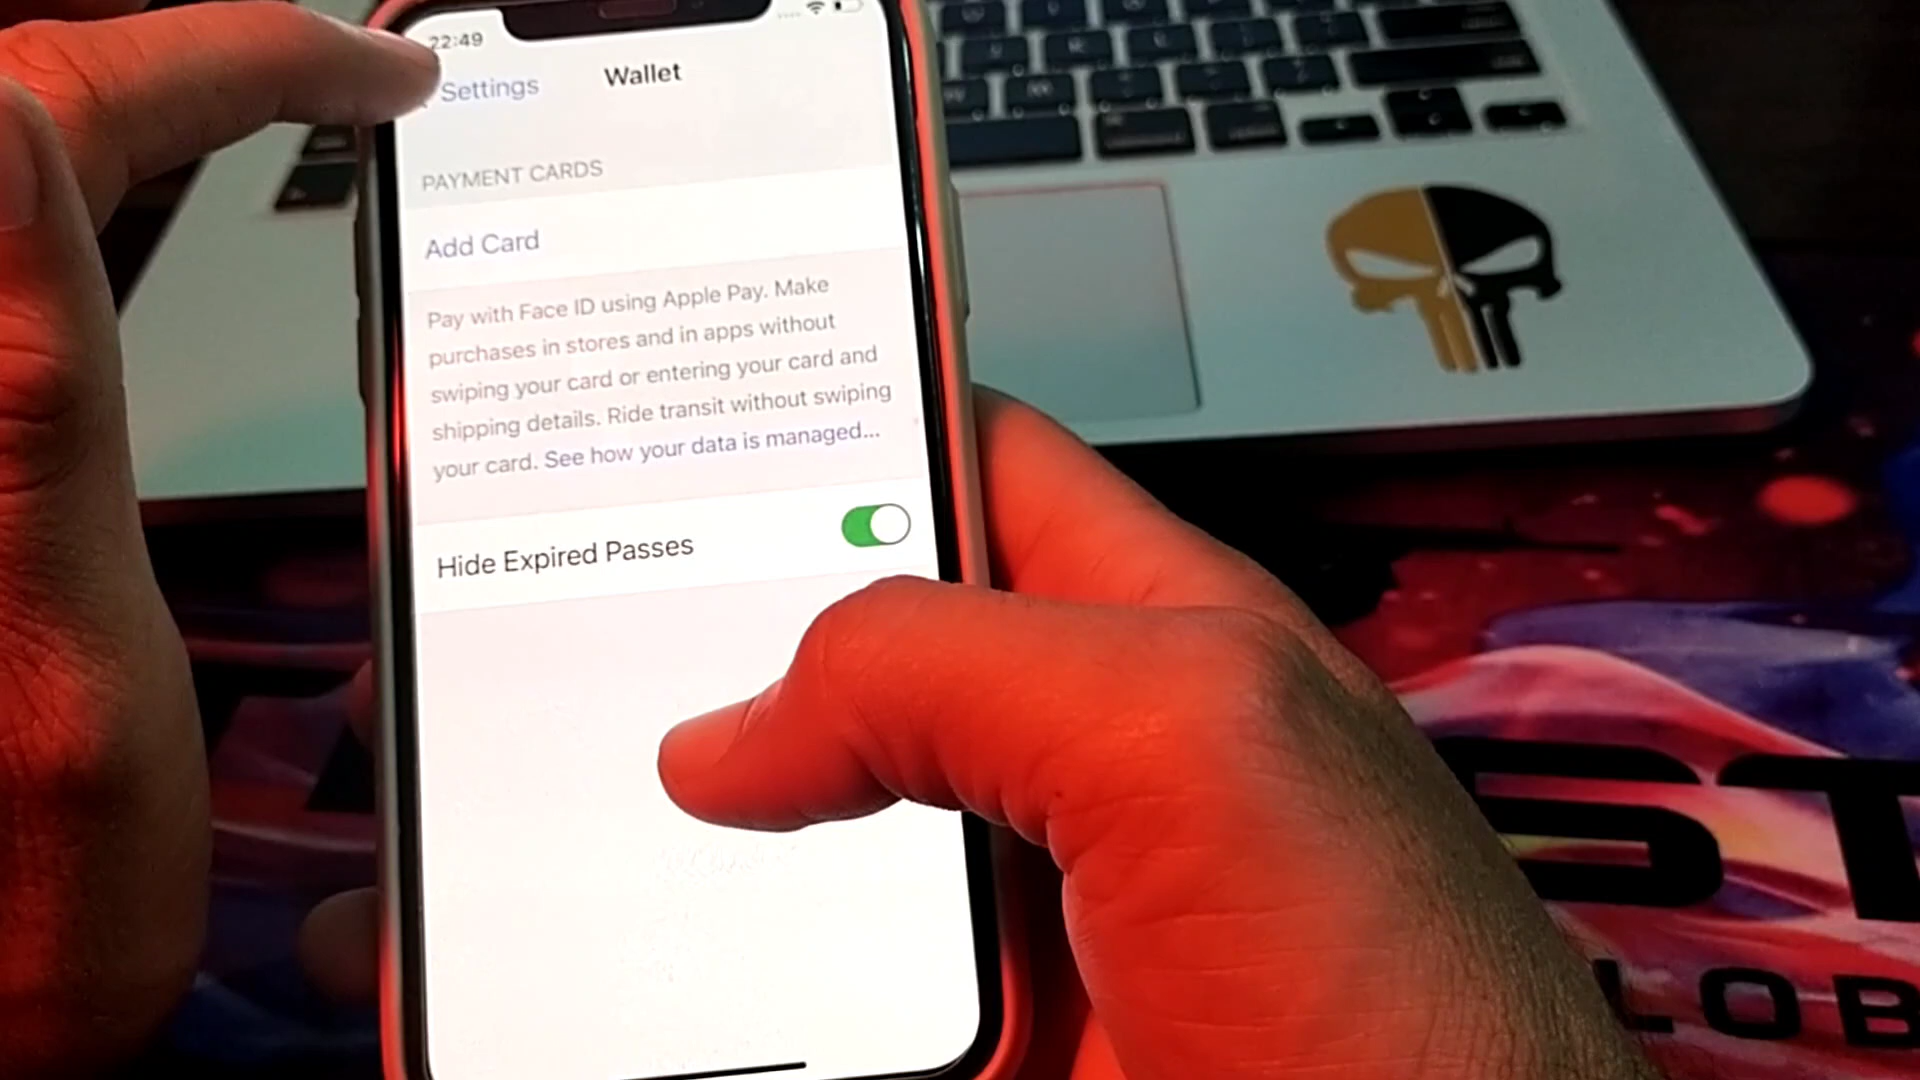 22:49
Settings
Wallet
PAYMENT CARDS
Add Card
Pay with Face ID using Apple Pay. Make
purchases in stores and in apps without
swiping your card or entering your card and
shipping details. Ride transit without swiping
your card. See how your data is managed...
Hide Expired Passes
ST
LOB